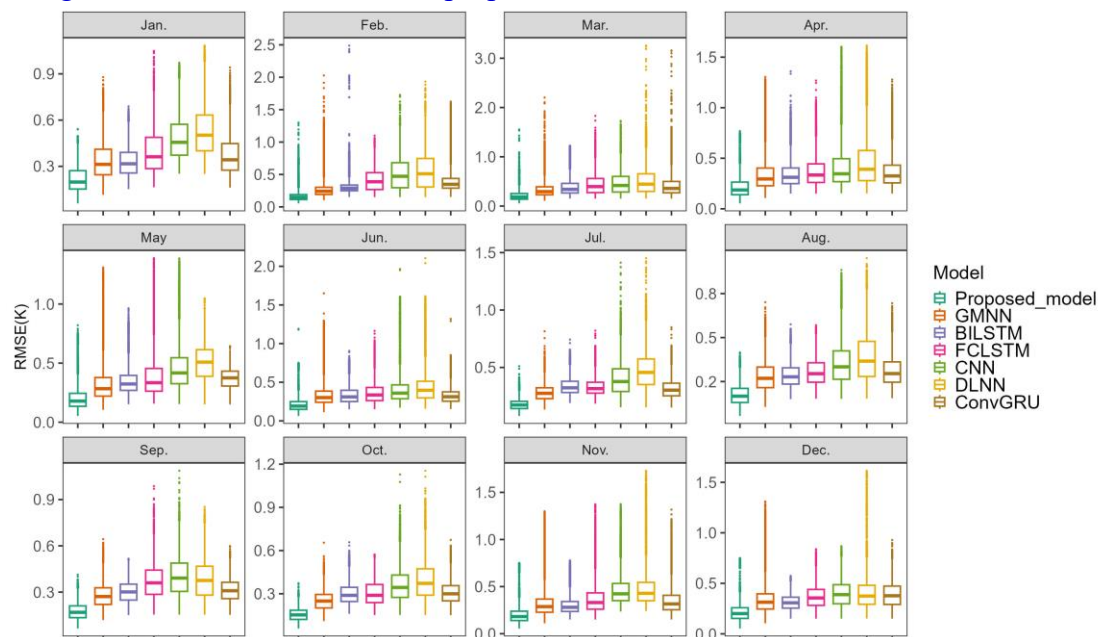 Jan.
Feb.
Mar.
Apr.
0.9
0.6
0.3
2.5
2.0
1.5
1.0
0.5
0.0
3.0
2.0
1.0
0.0
1.5
1.0
0.5
0.0
May
Jun.
Jul.
Aug.
RMSE(K)
1.0
0.5
0.0
2.0
1.5
1.0
0.5
0.0
1.5
1.0
0.5
0.8
0.5
0.2
Sep.
Oct.
Nov.
Dec.
0.9
0.6
0.3
1.2
0.9
0.6
0.3
1.5
1.0
0.5
0.0
1.5
1.0
0.5
0.0
Model
Proposed_model
GMNN
BILSTM
FCLSTM
CNN
DLNN
ConvGRU